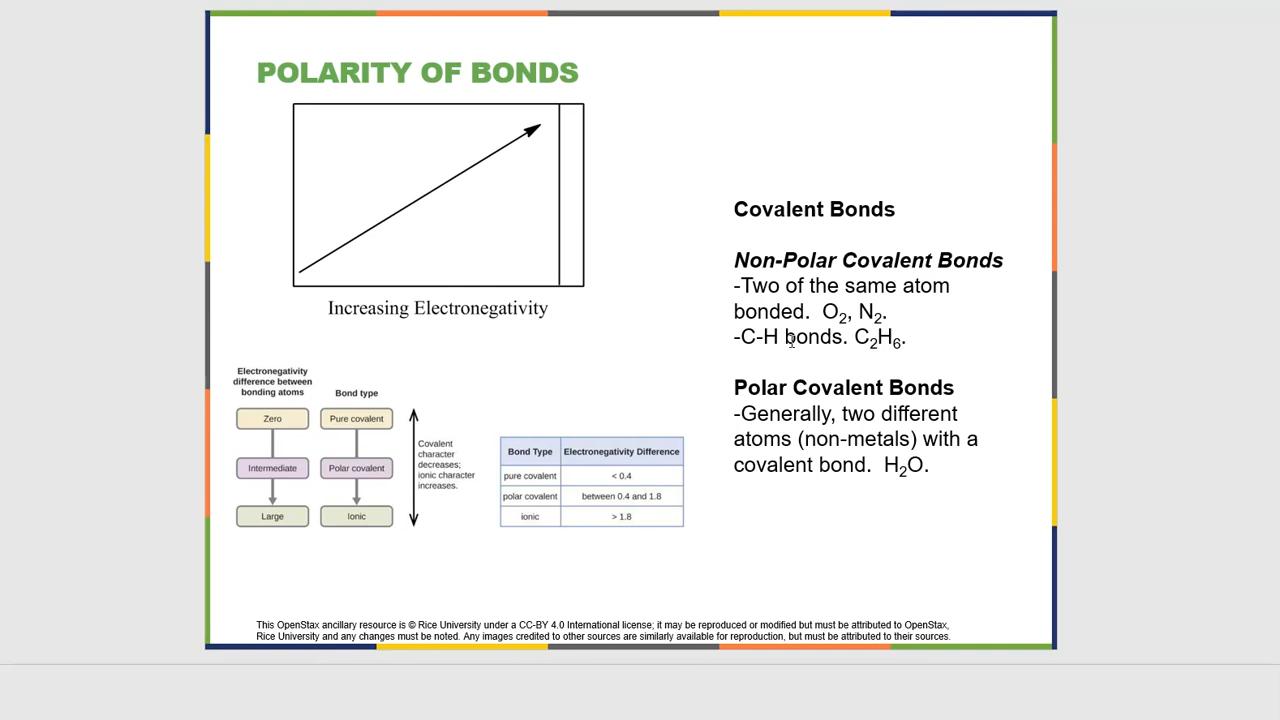 POLARITY OF BONDS
Increasing Electronegativity
Electronegativity
difference between
bonding atoms
Bond type
Zero
Pure covalent
Intermediate
Polar covalent
Large
Ionic
Covalent
character
decreases;
ionic character
increases.
Bond Type Electronegativity Difference
pure covalent < 0.4
polar covalent between 0.4 and 1.8
ionic > 1.8
Covalent Bonds
Non-Polar Covalent Bonds
-Two of the same atom
bonded. O₂, N₂.
-C-H bonds. C₂H₆.
Polar Covalent Bonds
-Generally, two different
atoms (non-metals) with a
covalent bond. H₂O.
This OpenStax ancillary resource is © Rice University under a CC-BY 4.0 International license; it may be reproduced or modified but must be attributed to OpenStax,
Rice University and any changes must be noted. Any images credited to other sources are similarly available for reproduction, but must be attributed to their sources.